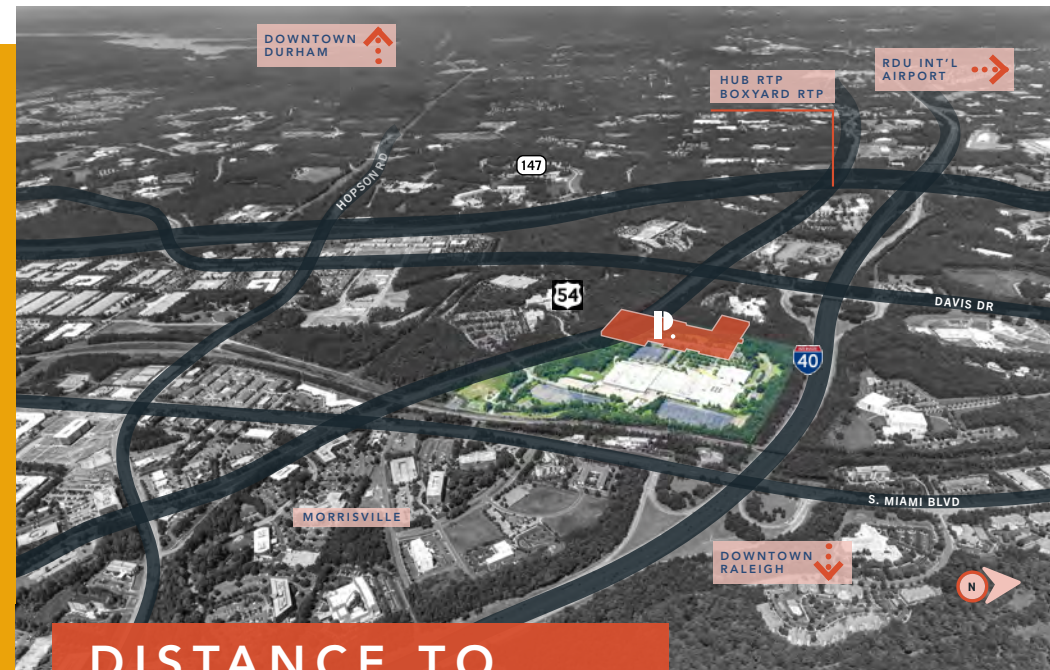 DOWNTOWN
DURHAM
RDU INT'L
AIRPORT
HUB RTP
BOXYARD RTP
147
HOPSON RD
54
DAVIS DR
P.
40
S. MIAMI BLVD
MORRISVILLE
DOWNTOWN
RALEIGH
N
DISTANCE TO